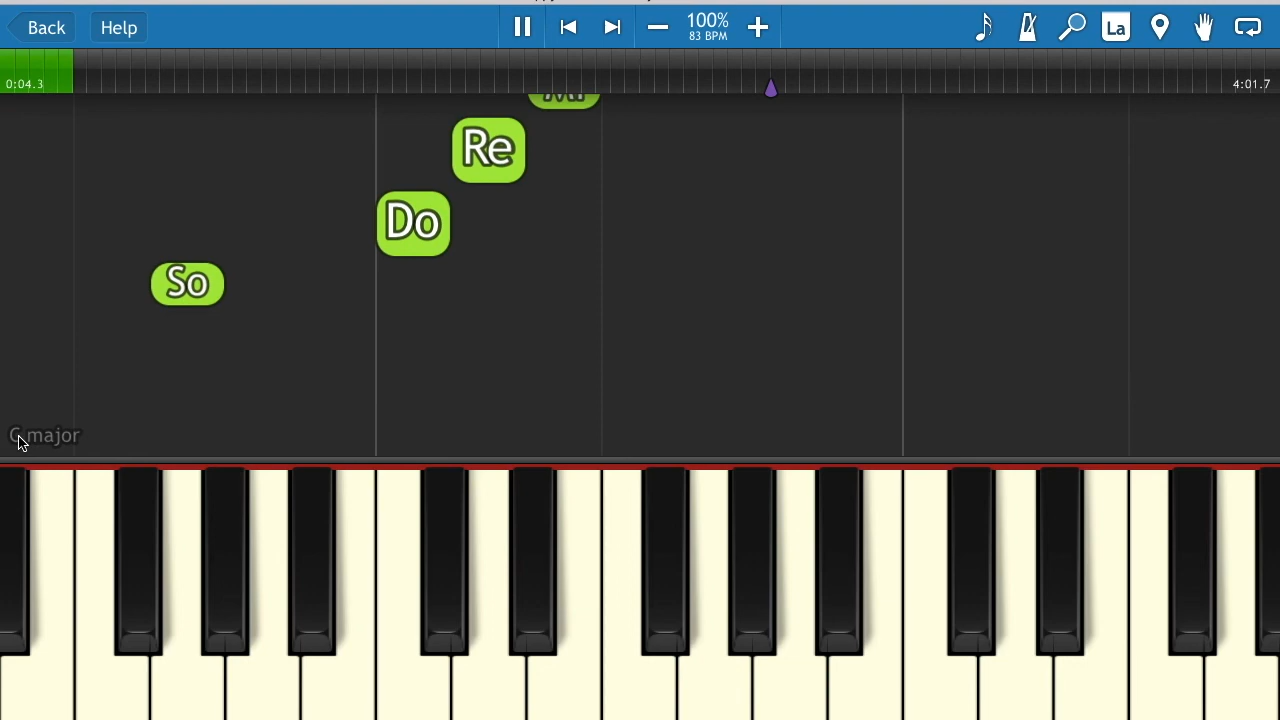 Back
Help
100%
83 BPM
La
0:04.3
4:01.7
Re
Do
So
C major